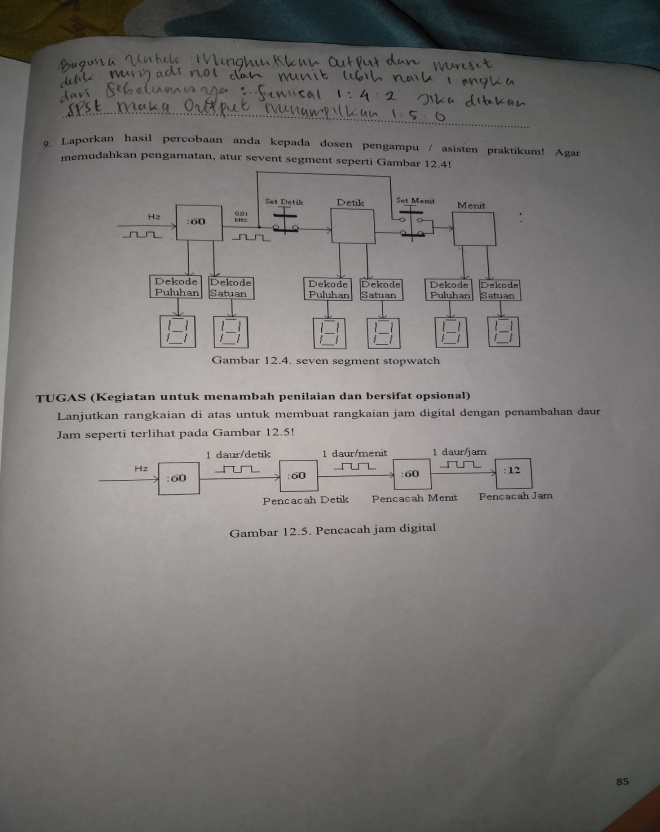 Berguna untuk menghentikan output dan mereset
detik menjadi nol dan menit lebih naik 1 angka
dari sebelumnya : semisal 1 : 4 : 2 Jika ditekan
SPST maka Output menampilkan 1 : 5 : 0
9. Laporkan hasil percobaan anda kepada dosen pengampu / asisten praktikum! Agar
memudahkan pengamatan, atur sevent segment seperti Gambar 12.4!
Set Detik Detik Set Menit Menit
Hz :60 0.01 :
Dekode Dekode Dekode Dekode Dekode Dekode
Puluhan Satuan Puluhan Satuan Puluhan Satuan
Gambar 12.4. seven segment stopwatch
TUGAS (Kegiatan untuk menambah penilaian dan bersifat opsional)
Lanjutkan rangkaian di atas untuk membuat rangkaian jam digital dengan penambahan daur
Jam seperti terlihat pada Gambar 12.5!
1 daur/detik 1 daur/menit 1 daur/jam
Hz :60 :60 :60 :12
Pencacah Detik Pencacah Menit Pencacah Jam
Gambar 12.5. Pencacah jam digital
85